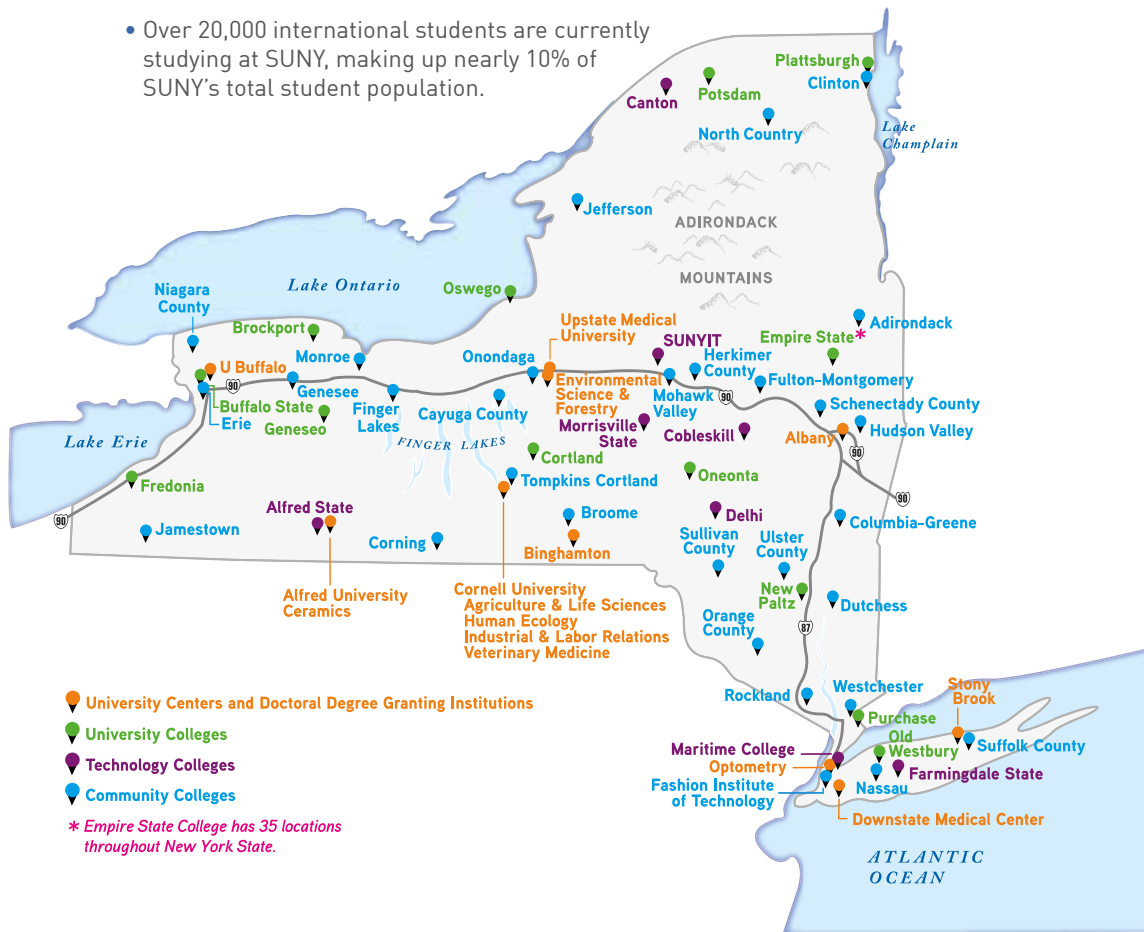 • Over 20,000 international students are currently
studying at SUNY, making up nearly 10% of
SUNY's total student population.
Plattsburgh
Clinton
Potsdam
Canton
North Country
Lake
Champlain
Jefferson
ADIRONDACK
MOUNTAINS
Lake Ontario
Oswego
Niagara
County
Brockport
Adirondack
Empire State*
Upstate Medical
University
SUNYIT
Herkimer
County
Monroe
Onondaga
U Buffalo
90
Genesee
Finger
Lakes
Cayuga County
Environmental
Science &
Forestry
Mohawk
Valley
90
Fulton-Montgomery
Buffalo State
Erie
Geneseo
Schenectady County
Hudson Valley
Morrisville
State
Cobleskill
Albany
90
Lake Erie
FINGER LAKES
Cortland
Oneonta
Tompkins Cortland
Fredonia
90
90
Alfred State
Jamestown
Corning
Broome
Binghamton
Delhi
Columbia-Greene
Sullivan
County
Ulster
County
New
Paltz
Dutchess
Alfred University
Ceramics
Cornell University
Agriculture & Life Sciences
Human Ecology
Industrial & Labor Relations
Veterinary Medicine
Orange
County
87
Rockland
Westchester
Purchase
Stony
Brook
Old
Westbury
Suffolk County
Maritime College
Optometry
Fashion Institute
of Technology
Nassau
Farmingdale State
Downstate Medical Center
ATLANTIC
OCEAN
University Centers and Doctoral Degree Granting Institutions
University Colleges
Technology Colleges
Community Colleges
* Empire State College has 35 locations
throughout New York State.